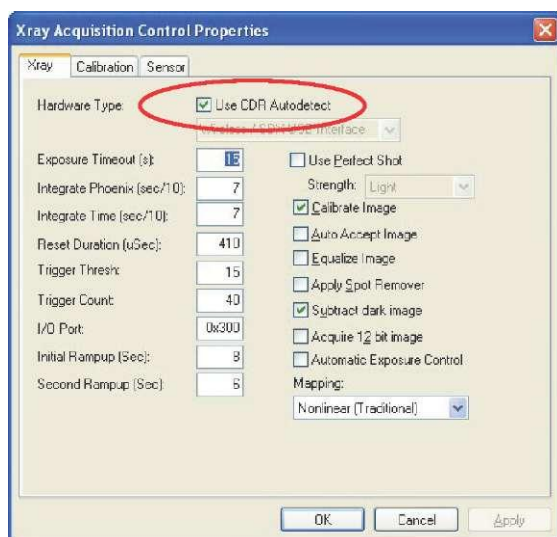 Xray Acquisition Control Properties
Xray Calibration Sensor
Hardware Type: Use CDR Autodetect
Interface
Exposure Timeout (s): 15
Integrate Phoenix (sec/10): 7
Integrate Time (sec/10): 7
Reset Duration (uSec): 410
Trigger Thresh: 15
Trigger Count: 40
I/O Port: 0x300
Initial Rampup (Sec): 8
Second Rampup (Sec): 6
Use Perfect Shot
Strength: Light
Calibrate Image
Auto Accept Image
Equalize Image
Apply Spot Remover
Subtract dark image
Acquire 12 bit image
Automatic Exposure Control
Mapping:
Nonlinear (Traditional)
OK Cancel Apply